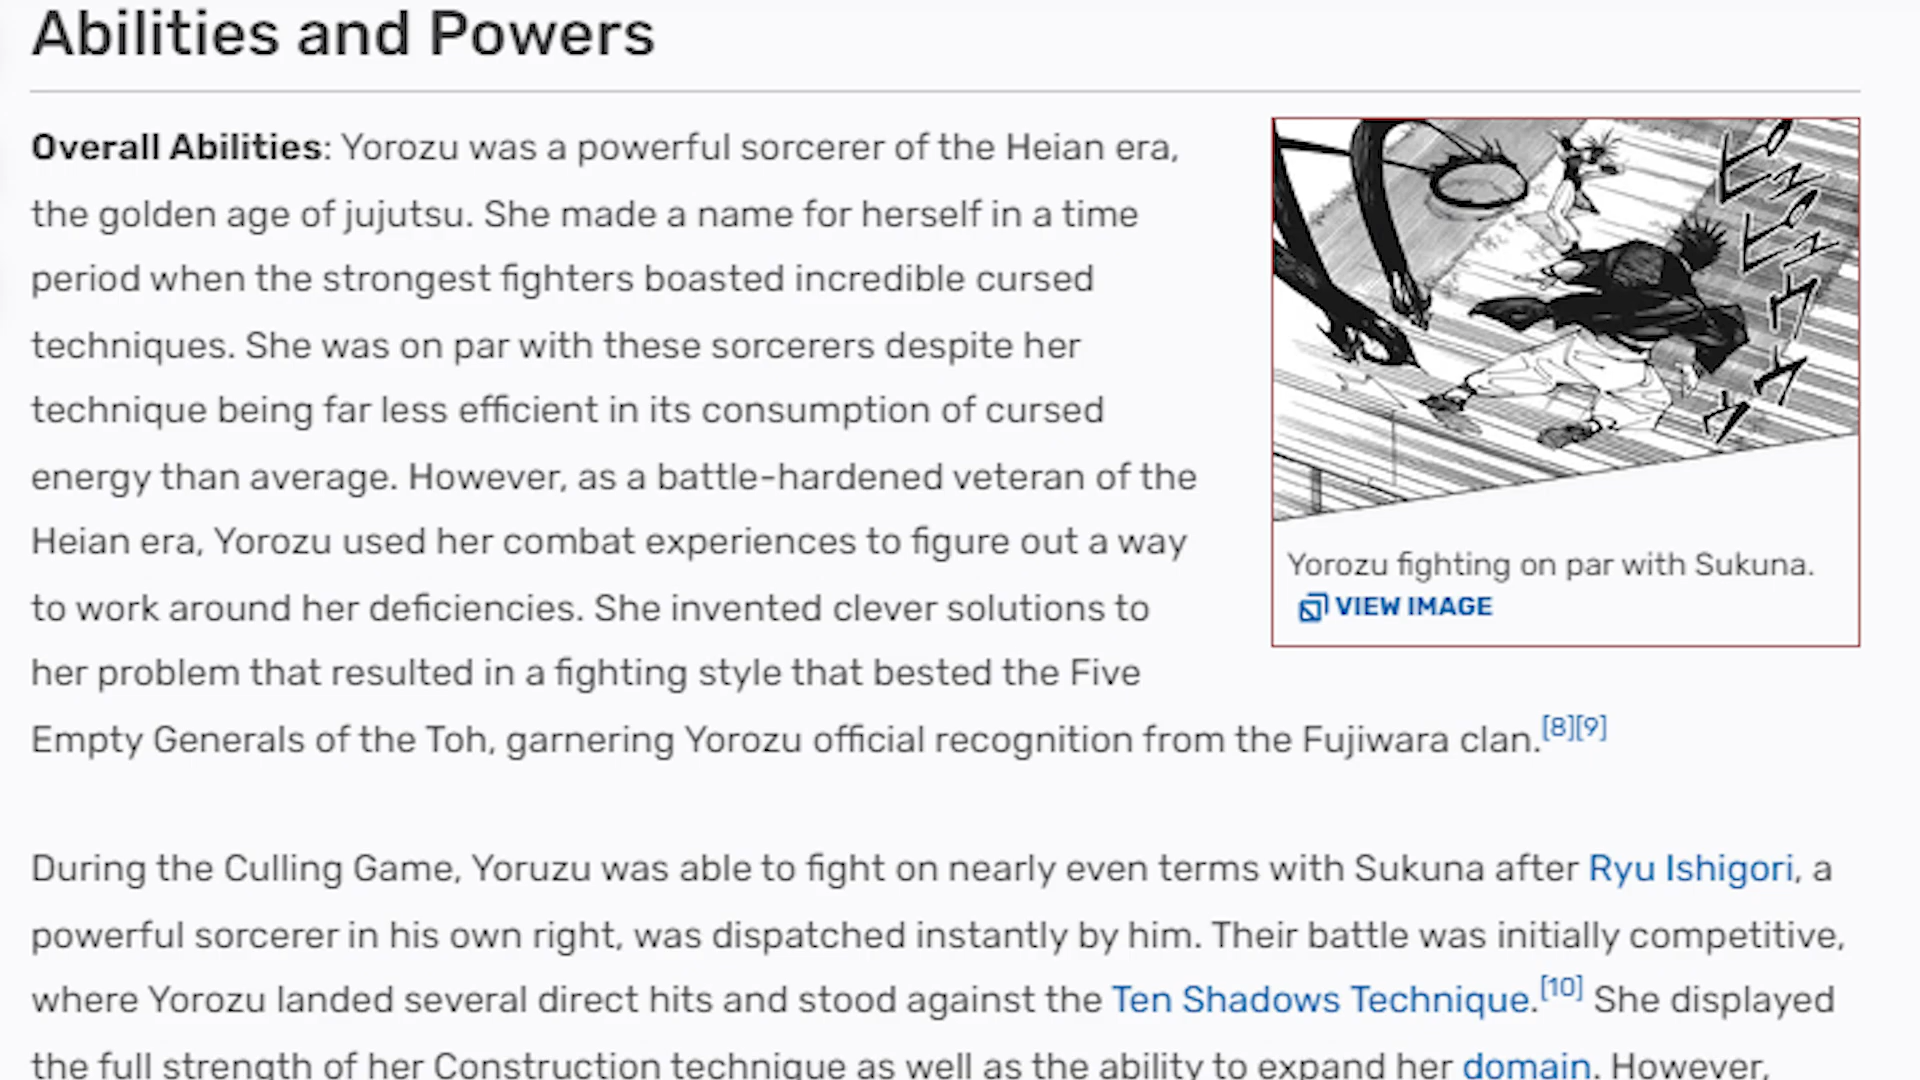 Abilities and Powers
Overall Abilities: Yorozu was a powerful sorcerer of the Heian era,
the golden age of jujutsu. She made a name for herself in a time
period when the strongest fighters boasted incredible cursed
techniques. She was on par with these sorcerers despite her
technique being far less efficient in its consumption of cursed
energy than average. However, as a battle-hardened veteran of the
Heian era, Yorozu used her combat experiences to figure out a way
to work around her deficiencies. She invented clever solutions to
her problem that resulted in a fighting style that bested the Five
Empty Generals of the Toh, garnering Yorozu official recognition from the Fujiwara clan.[8][9]
Yorozu fighting on par with Sukuna.
VIEW IMAGE
During the Culling Game, Yoruzu was able to fight on nearly even terms with Sukuna after Ryu Ishigori, a
powerful sorcerer in his own right, was dispatched instantly by him. Their battle was initially competitive,
where Yorozu landed several direct hits and stood against the Ten Shadows Technique.[10] She displayed
the full strength of her Construction technique as well as the ability to expand her domain. However,